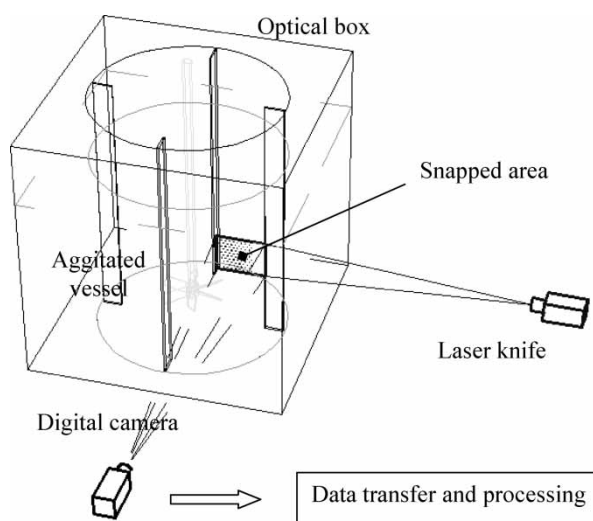 Optical box
Snapped area
Aggitated
vessel
Laser knife
Digital camera
Data transfer and processing